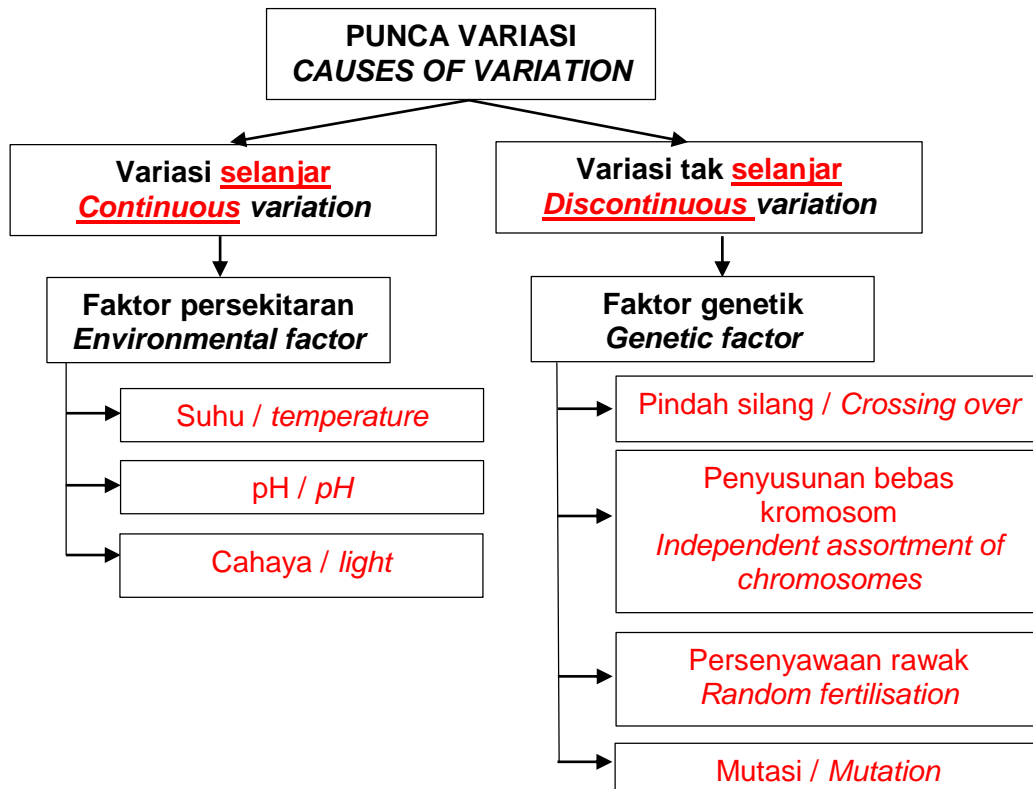 PUNCA VARIASI
CAUSES OF VARIATION
Variasi selanjar
Continuous variation
Variasi tak selanjar
Discontinuous variation
Faktor persekitaran
Environmental factor
Faktor genetik
Genetic factor
Suhu / temperature
pH / pH
Cahaya / light
Pindah silang / Crossing over
Penyusunan bebas
kromosom
Independent assortment of
chromosomes
Persenyawaan rawak
Random fertilisation
Mutasi / Mutation